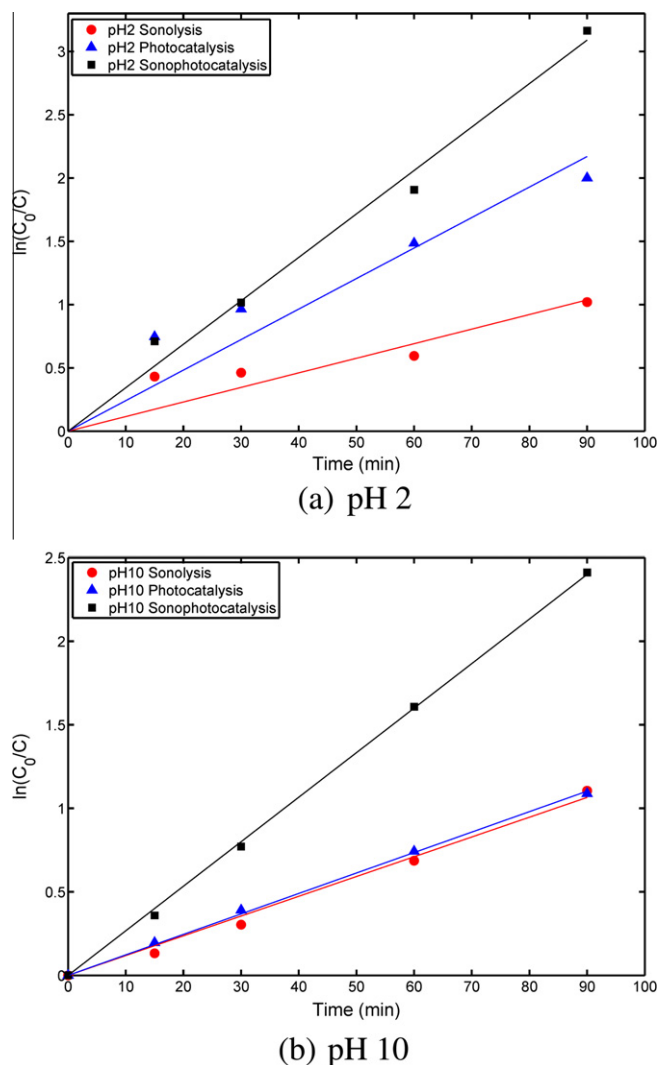 pH2 Sonolysis
pH2 Photocatalysis
pH2 Sonophotocatalysis
3
2.5
2
1.5
1
0.5
0
ln(C₀/C)
0 10 20 30 40 50 60 70 80 90 100
Time (min)
(a) pH 2
pH10 Sonolysis
pH10 Photocatalysis
pH10 Sonophotocatalysis
2.5
2
1.5
1
0.5
0
ln(C₀/C)
0 10 20 30 40 50 60 70 80 90 100
Time (min)
(b) pH 10